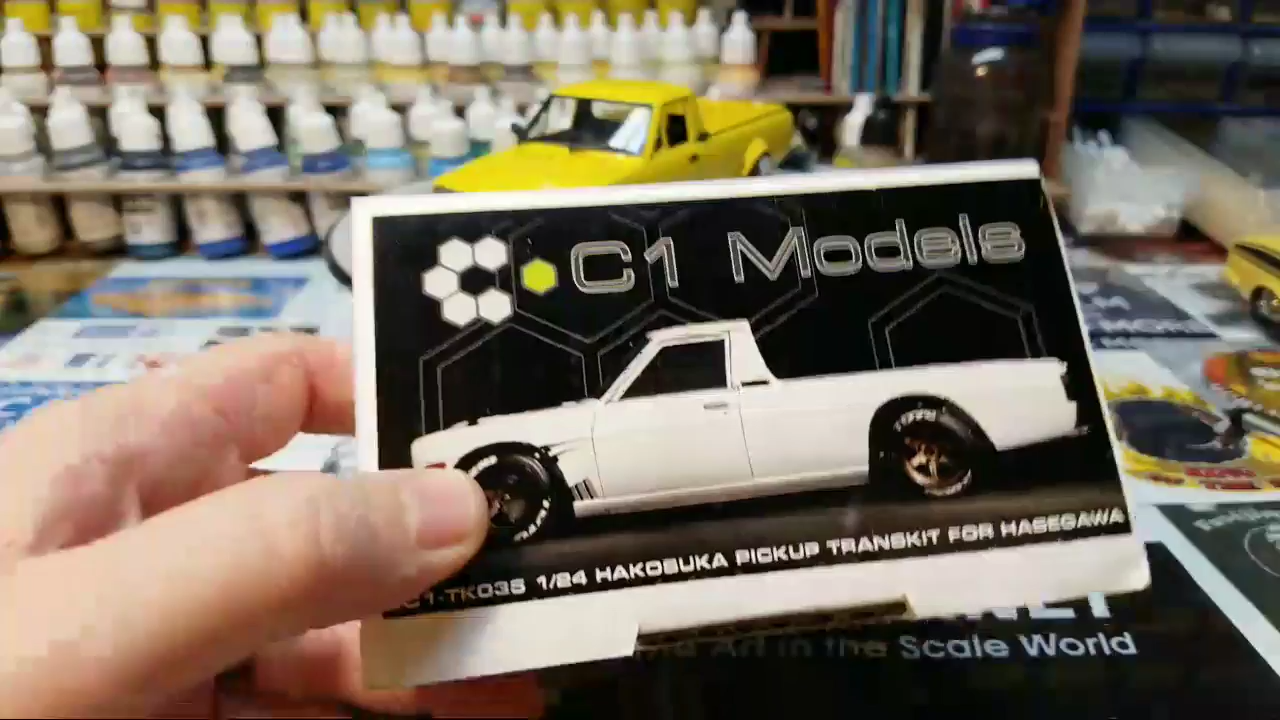 C1 Models
C1-TK035 1/24 HAKOSUKA PICKUP TRANSKIT FOR HASEGAWA
Art in the Scale World